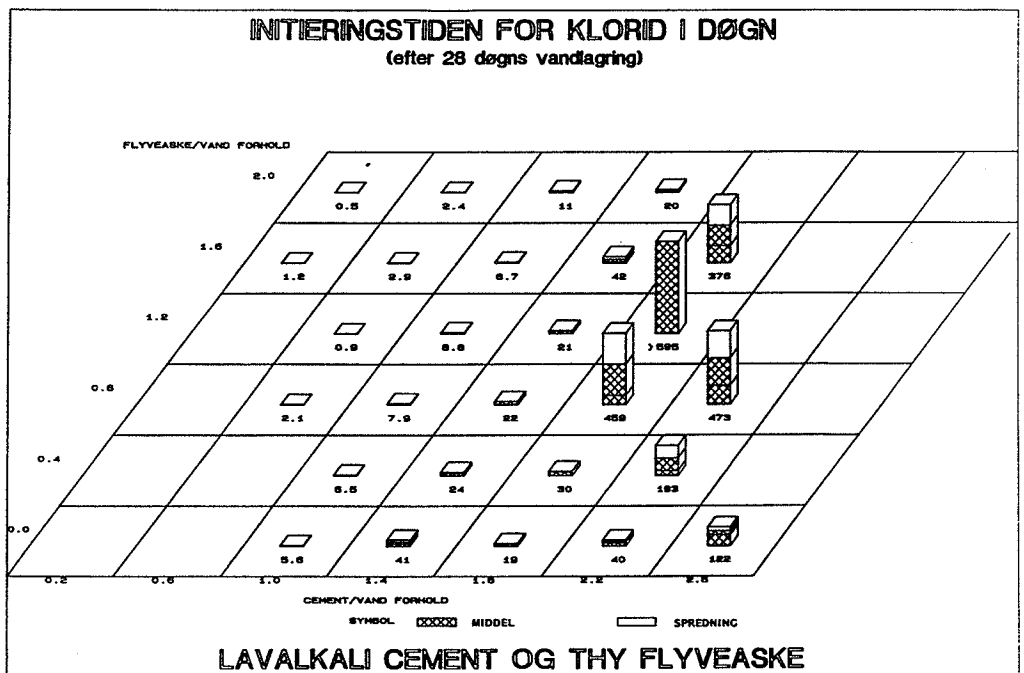 INITIERINGSTIDEN FOR KLORID I DØGN
(efter 28 døgns vandlagring)
FLYVEASKE/VAND FORHOLD
2.0
0.5 2.4 11 20
1.6
1.2 2.9 6.7 42 376
1.2
0.9 6.6 21 >595
0.8
2.1 7.9 22 459 473
0.4
6.5 24 30 193
0.0
5.6 41 19 40 122
0.2 0.6 1.0 1.4 1.8 2.2 2.6
CEMENT/VAND FORHOLD
SYMBOL MIDDEL SPREDNING
LAVALKALI CEMENT OG THY FLYVEASKE